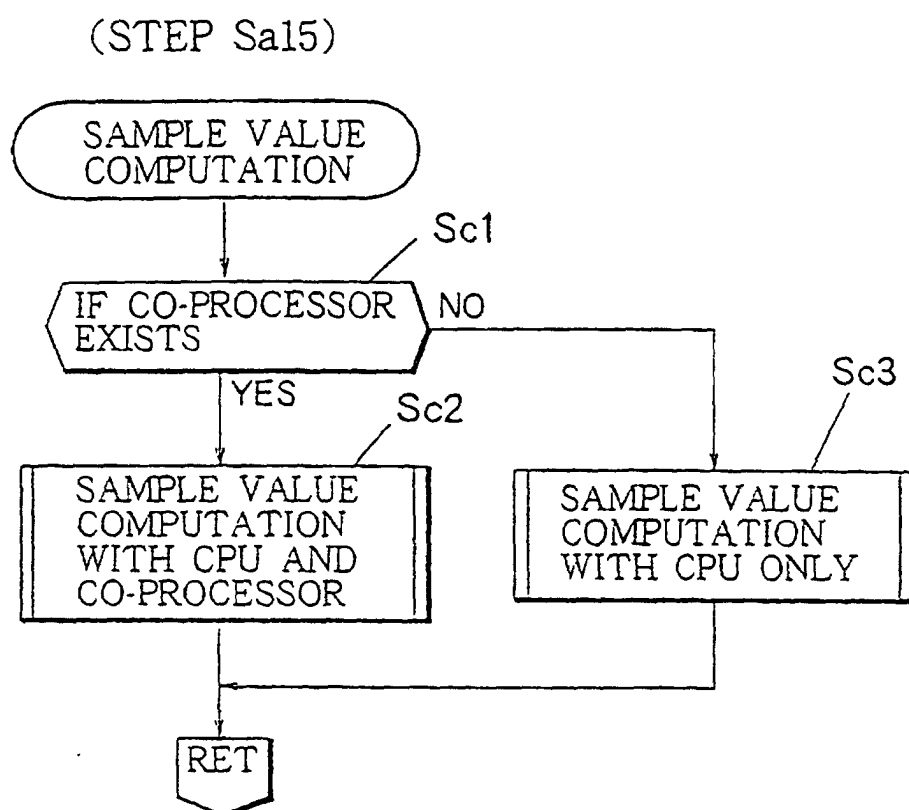 (STEP Sa15)
SAMPLE VALUE
COMPUTATION
Sc1
IF CO-PROCESSOR
EXISTS
NO
YES
Sc2
Sc3
SAMPLE VALUE
COMPUTATION
WITH CPU AND
CO-PROCESSOR
SAMPLE VALUE
COMPUTATION
WITH CPU ONLY
RET